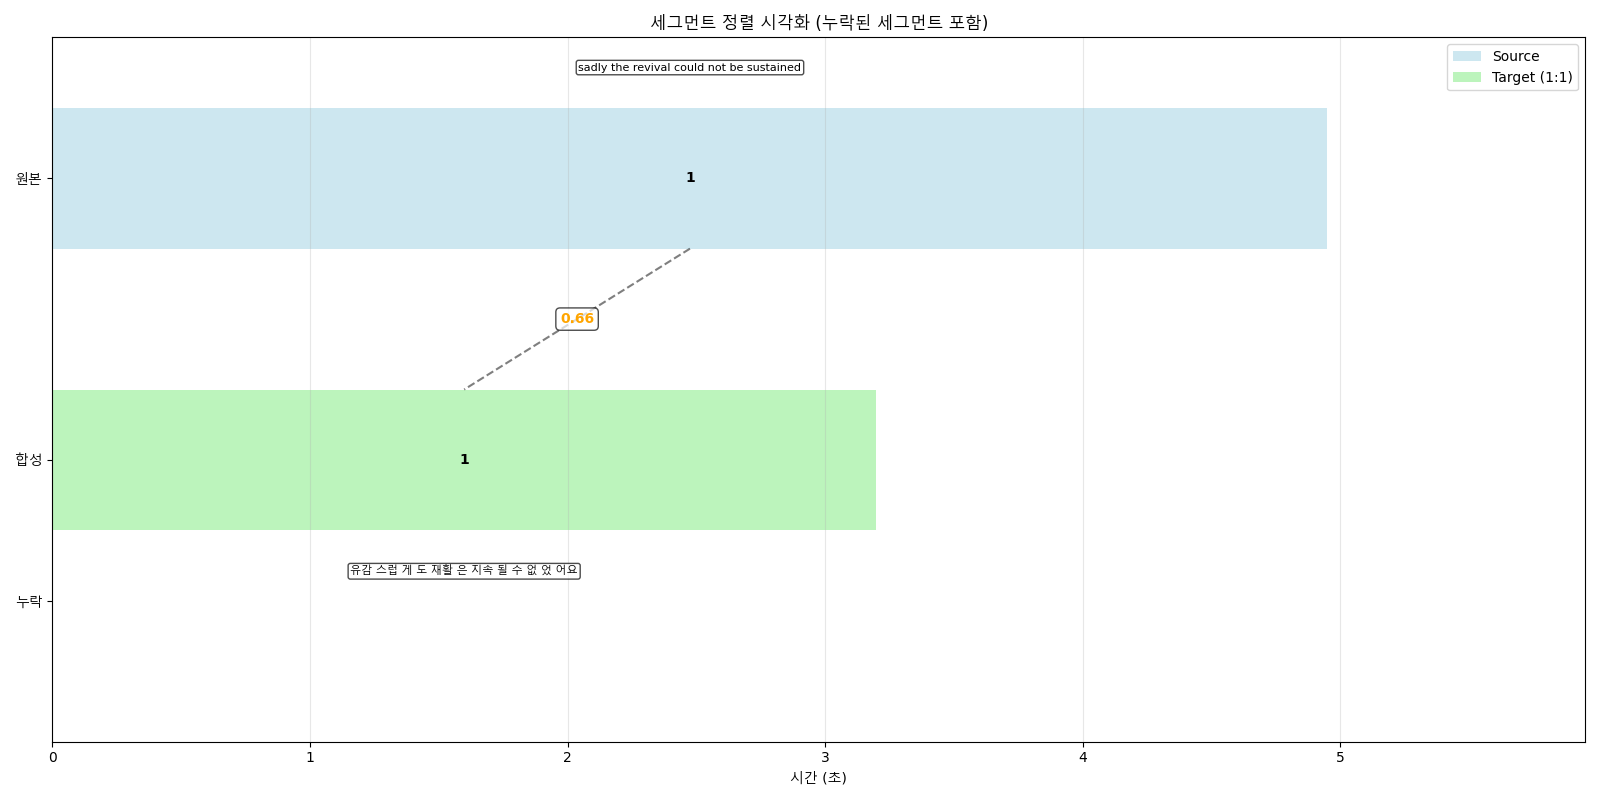 세그먼트 정렬 시각화 (누락된 세그먼트 포함)
sadly the revival could not be sustained
Source
Target (1:1)
원본
1
0.66
합성
1
유감 스럽 게 도 재활 은 지속 될 수 없 었 어요
누락
0 1 2 3 4 5
시간 (초)